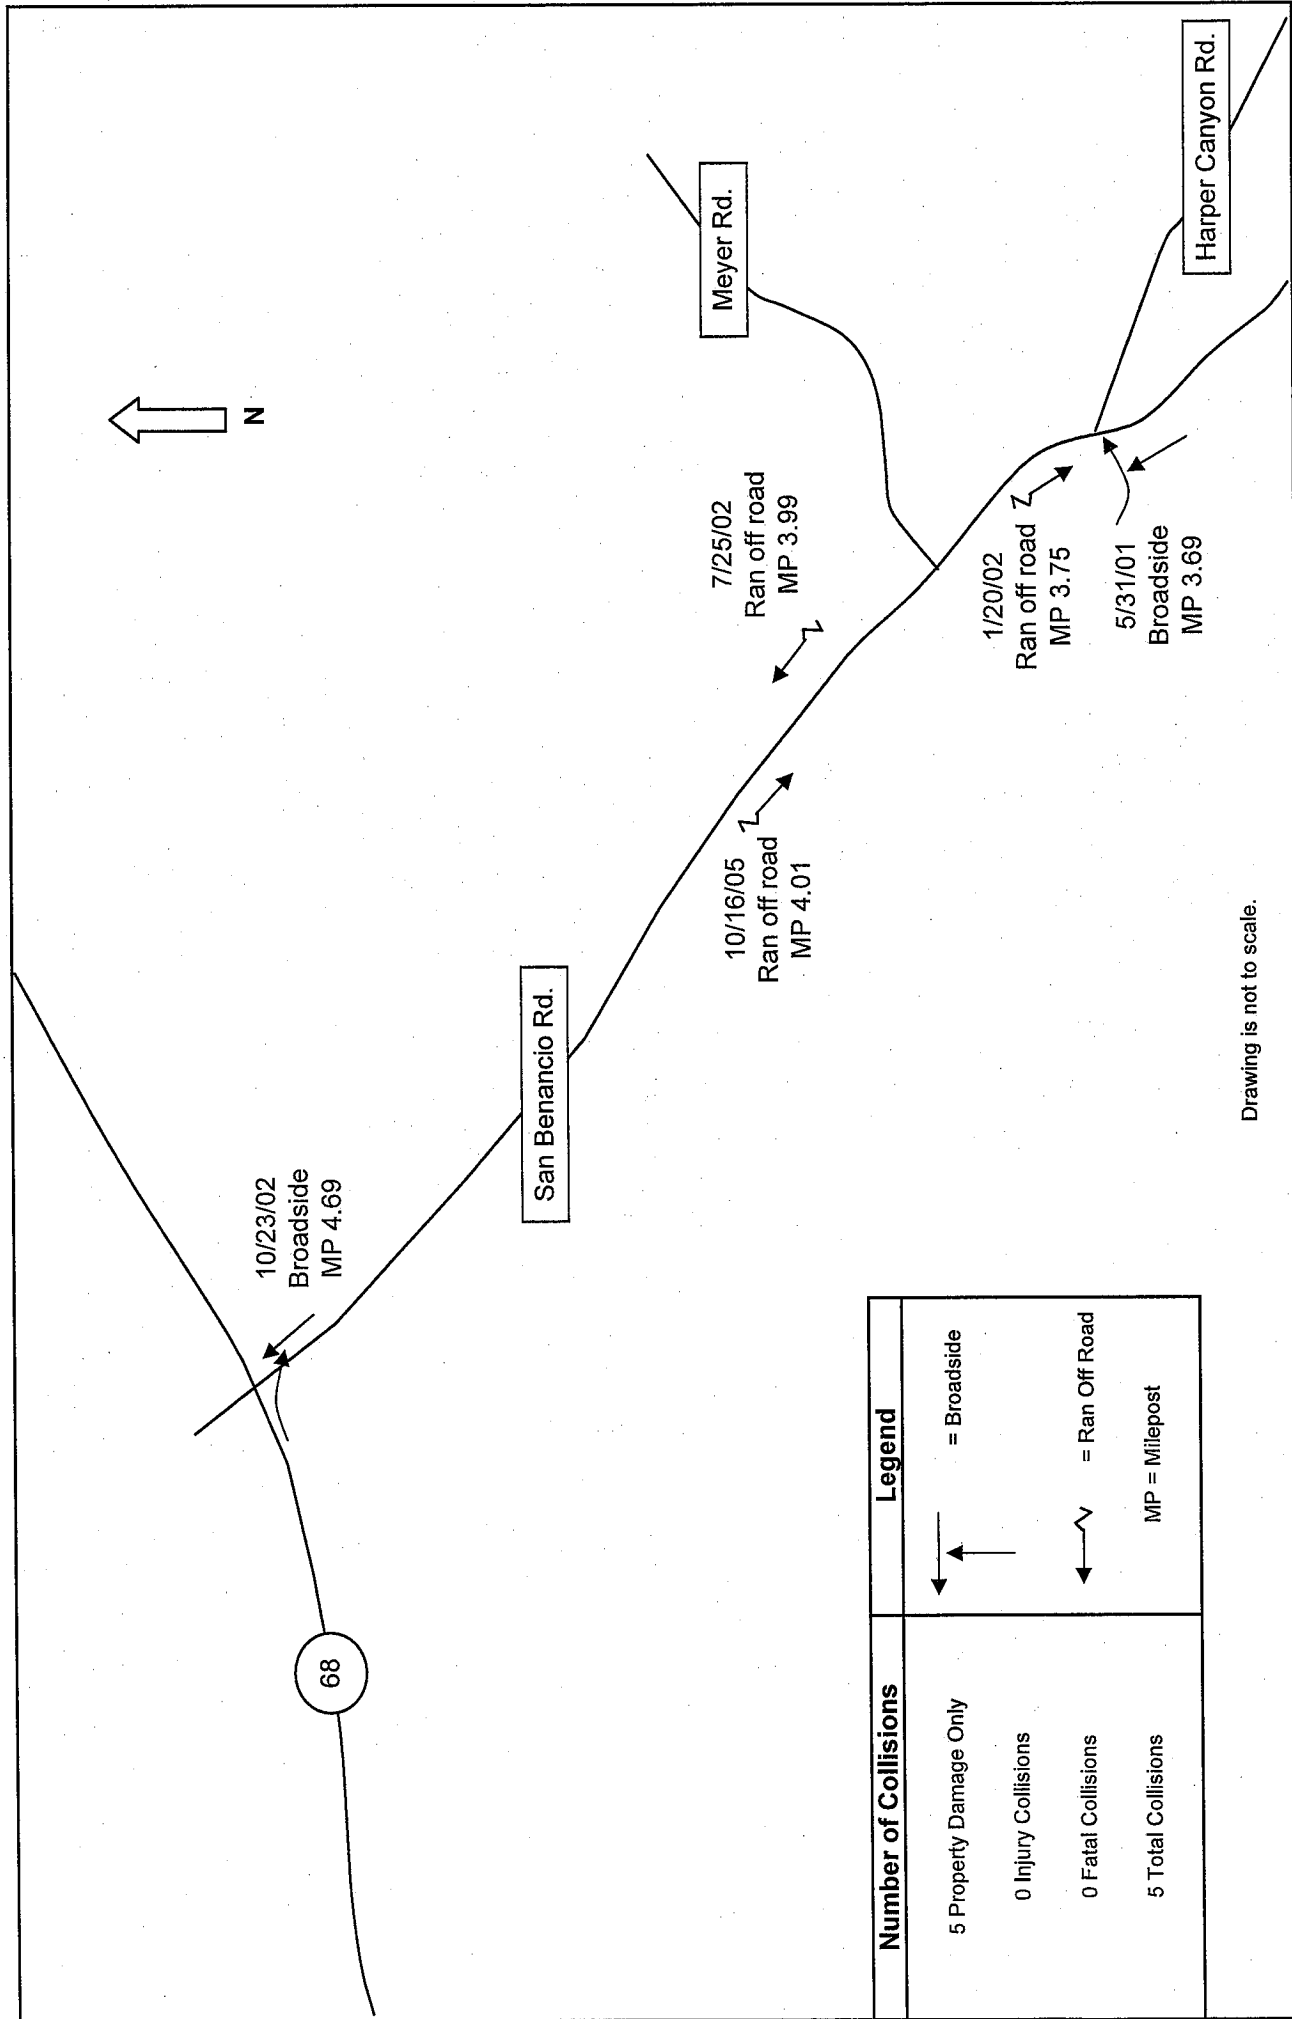 N
10/23/02
Broadside
MP 4.69
68
San Benancio Rd.
7/25/02
Ran off road
MP 3.99
Meyer Rd.
10/16/05
Ran off road
MP 4.01
1/20/02
Ran off road
MP 3.75
5/31/01
Broadside
MP 3.69
Harper Canyon Rd.
Number of Collisions
5 Property Damage Only
0 Injury Collisions
0 Fatal Collisions
5 Total Collisions
Legend
= Broadside
= Ran Off Road
MP = Milepost
Drawing is not to scale.